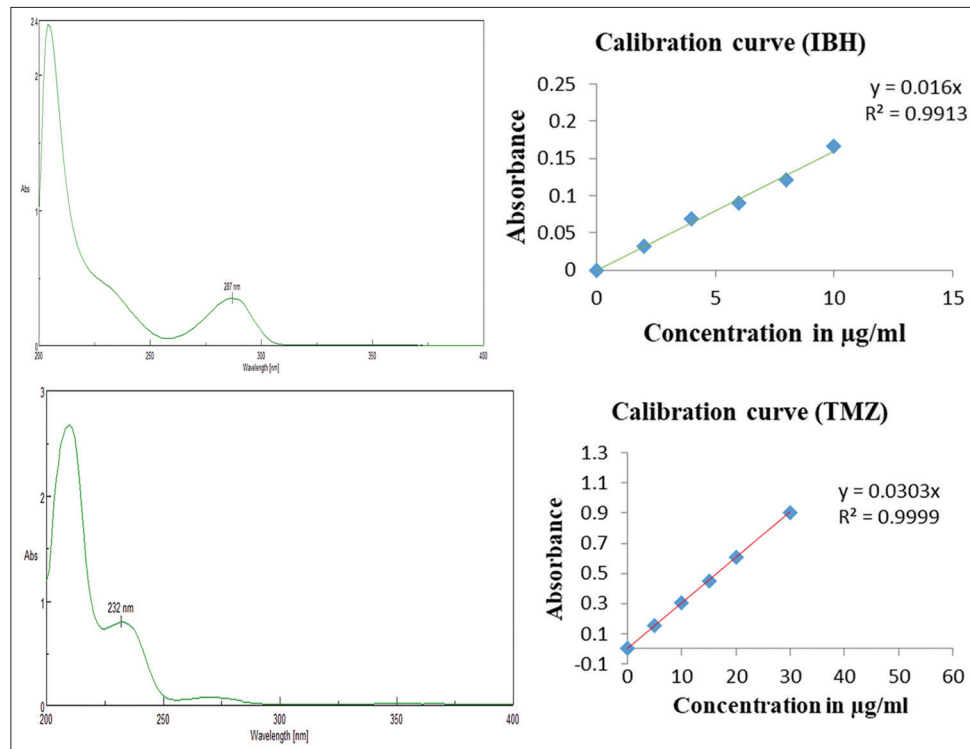 2.4
2
Abs
1
0
287 nm
200
250
300
350
400
Wavelength [nm]
Calibration curve (IBH)
y = 0.016x
R² = 0.9913
0.25
0.2
0.15
0.1
0.05
0
Absorbance
0
5
10
15
Concentration in µg/ml
3
2
Abs
1
0
232 nm
200
250
300
350
400
Wavelength [nm]
Calibration curve (TMZ)
y = 0.0303x
R² = 0.9999
1.3
1.1
0.9
0.7
0.5
0.3
0.1
-0.1
Absorbance
0
10
20
30
40
50
60
Concentration in µg/ml